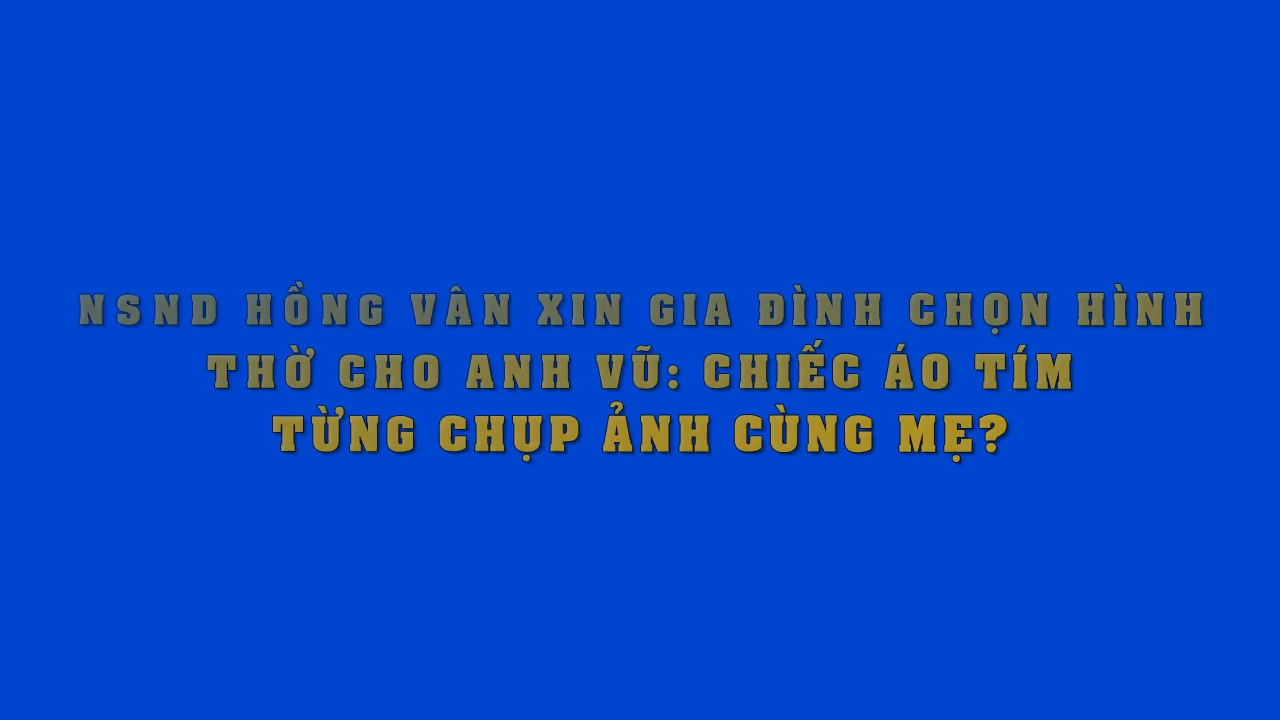 NSND HỒNG VÂN XIN GIA ĐÌNH CHỌN HÌNH
THỜ CHO ANH VŨ: CHIẾC ÁO TÍM
TỪNG CHỤP ẢNH CÙNG MẸ?